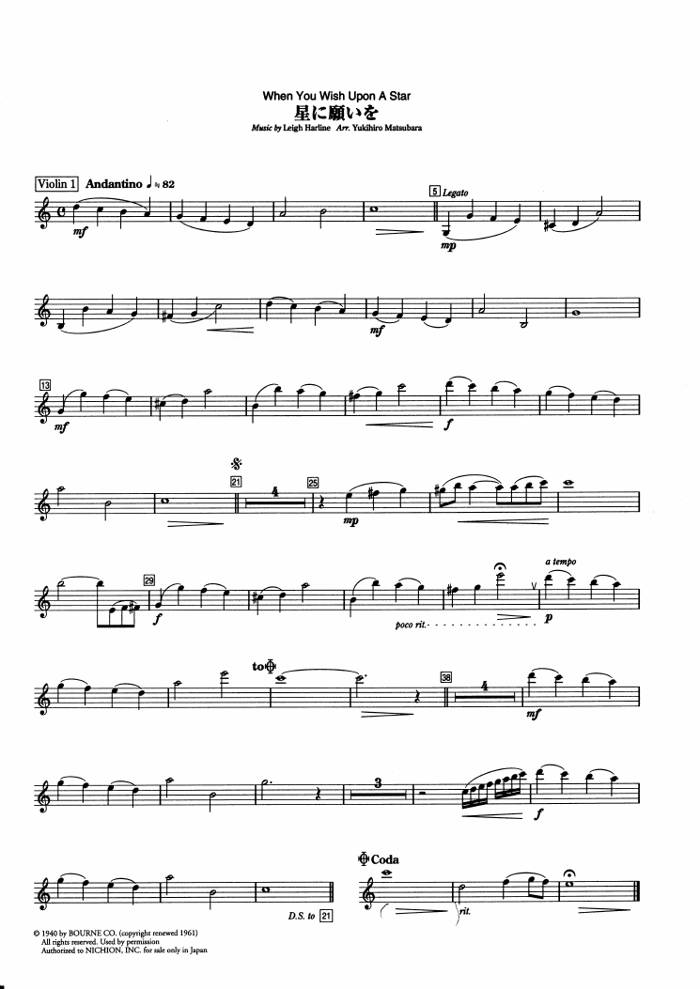 When You Wish Upon A Star
星に願いを
Music by Leigh Harline Arr. Yukihiro Matsubara
Violin 1 Andantino ♩≒82
5 Legato
mf
mp
mf
13
mf
f
21
4
25
mp
29
f
poco rit.
a tempo
p
to
38
4
mf
3
f
D.S. to 21
Coda
rit.
© 1940 by BOURNE CO. (copyright renewed 1961)
All rights reserved. Used by permission
Authorized to NICHION, INC. for sale only in Japan